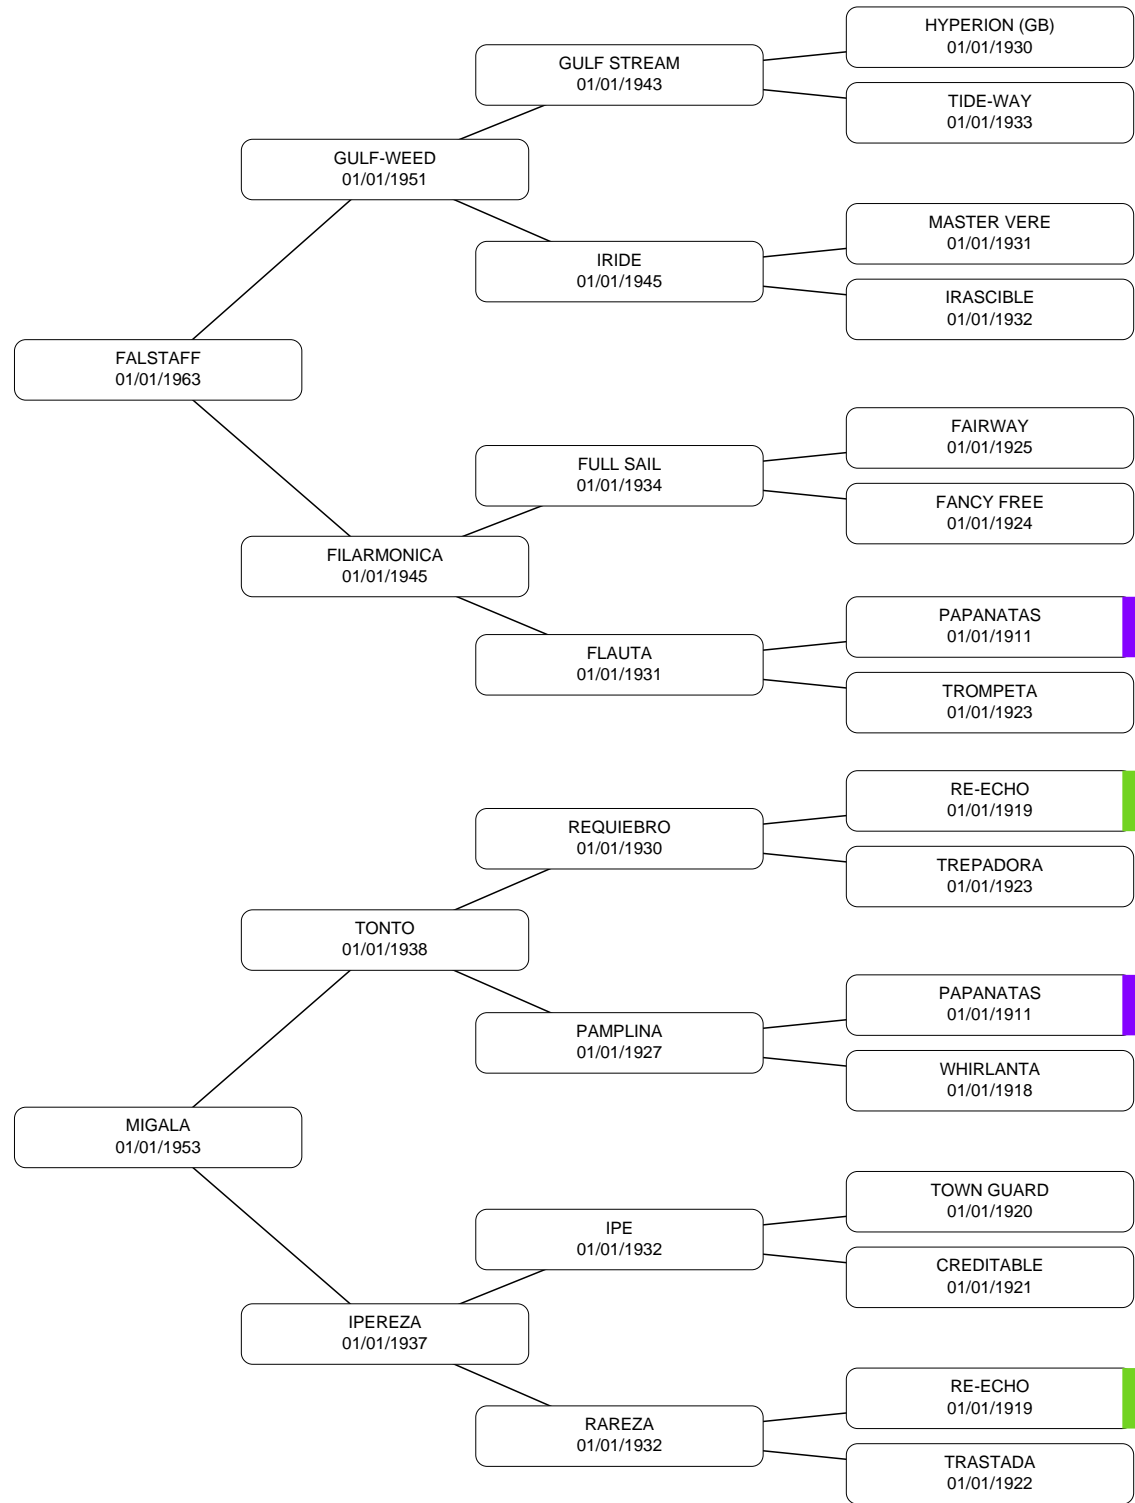 HYPERION (GB)
01/01/1930
GULF STREAM
01/01/1943
TIDE-WAY
01/01/1933
GULF-WEED
01/01/1951
MASTER VERE
01/01/1931
IRIDE
01/01/1945
IRASCIBLE
01/01/1932
FALSTAFF
01/01/1963
FAIRWAY
01/01/1925
FULL SAIL
01/01/1934
FANCY FREE
01/01/1924
FILARMONICA
01/01/1945
PAPANATAS
01/01/1911
FLAUTA
01/01/1931
TROMPETA
01/01/1923
RE-ECHO
01/01/1919
REQUIEBRO
01/01/1930
TREPADORA
01/01/1923
TONTO
01/01/1938
PAPANATAS
01/01/1911
PAMPLINA
01/01/1927
WHIRLANTA
01/01/1918
MIGALA
01/01/1953
TOWN GUARD
01/01/1920
IPE
01/01/1932
CREDITABLE
01/01/1921
IPEREZA
01/01/1937
RE-ECHO
01/01/1919
RAREZA
01/01/1932
TRASTADA
01/01/1922